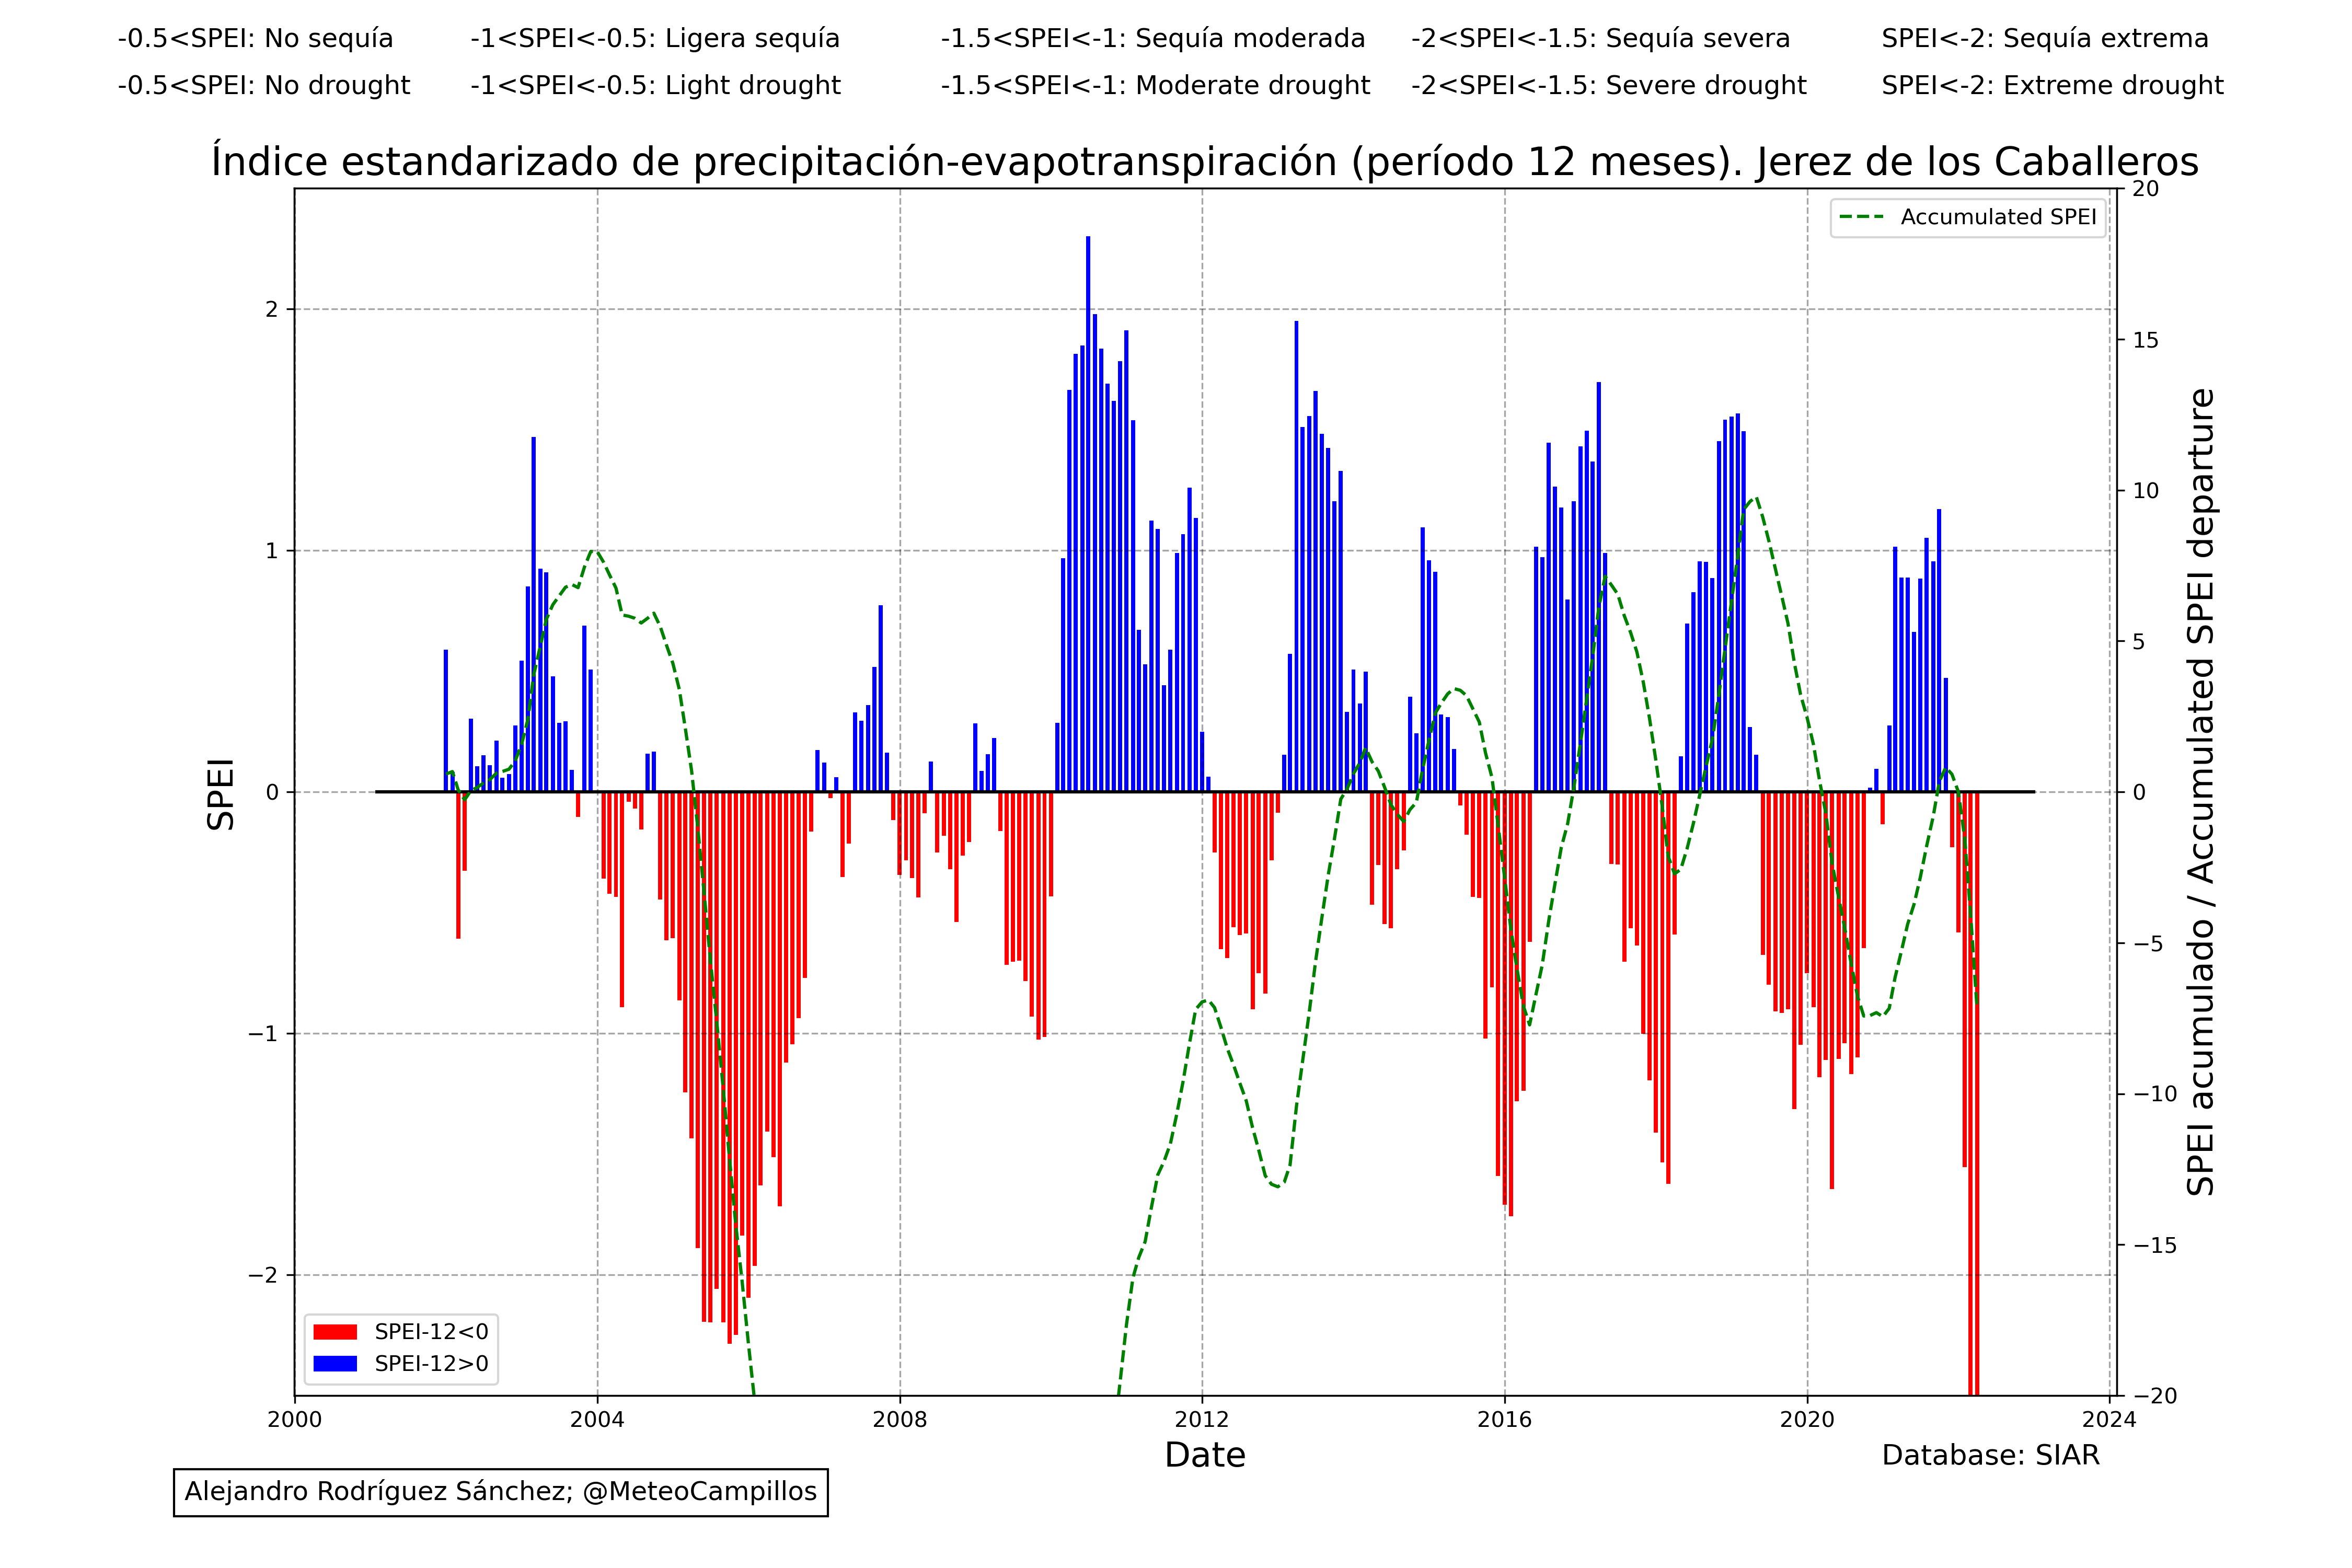 -0.5<SPEI: No sequía -1<SPEI<-0.5: Ligera sequía -1.5<SPEI<-1: Sequía moderada -2<SPEI<-1.5: Sequía severa SPEI<-2: Sequía extrema
-0.5<SPEI: No drought -1<SPEI<-0.5: Light drought -1.5<SPEI<-1: Moderate drought -2<SPEI<-1.5: Severe drought SPEI<-2: Extreme drought
Índice estandarizado de precipitación-evapotranspiración (período 12 meses). Jerez de los Caballeros
Accumulated SPEI
2
1
0
−1
−2
SPEI
20
15
10
5
0
−5
−10
−15
−20
SPEI acumulado / Accumulated SPEI departure
SPEI-12<0
SPEI-12>0
2000 2004 2008 2012 2016 2020 2024
Date
Database: SIAR
Alejandro Rodríguez Sánchez; @MeteoCampillos